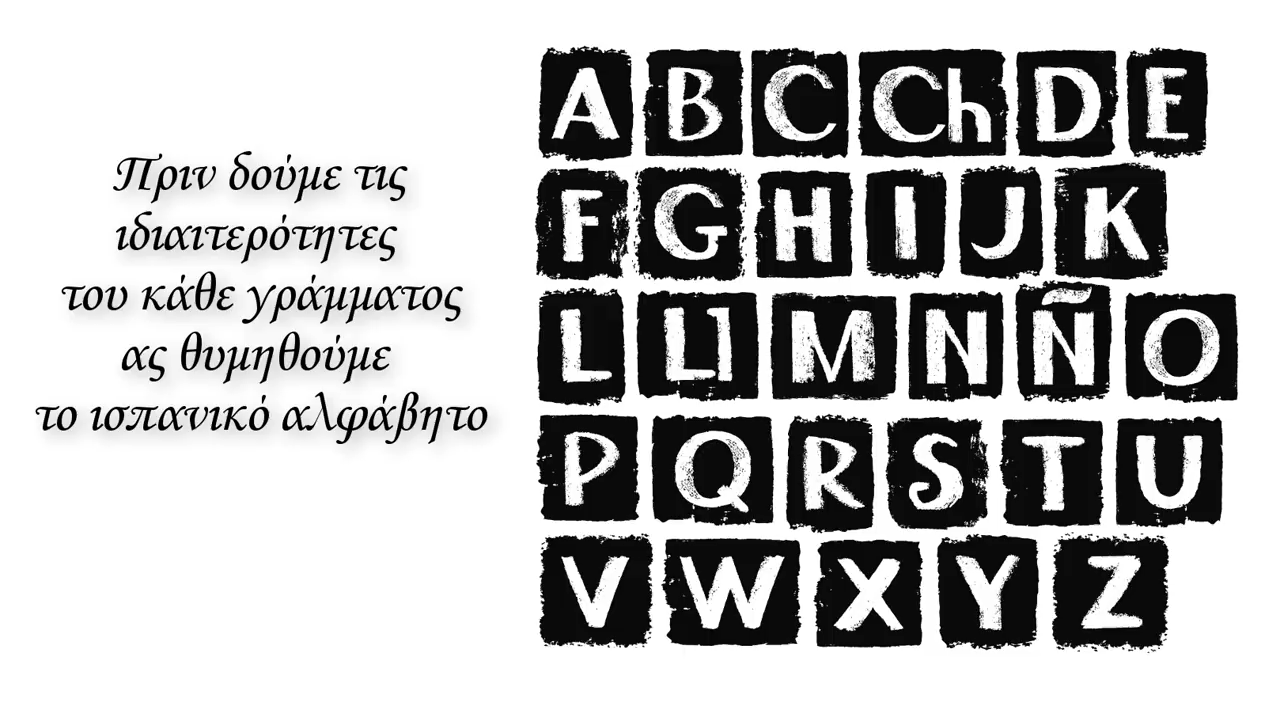 Πριν δούμε τις
ιδιαιτερότητες
του κάθε γράμματος
ας θυμηθούμε
το ισπανικό αλφάβητο
A B C Ch D E
F G H I J K
L Ll M N Ñ O
P Q R S T U
V W X Y Z